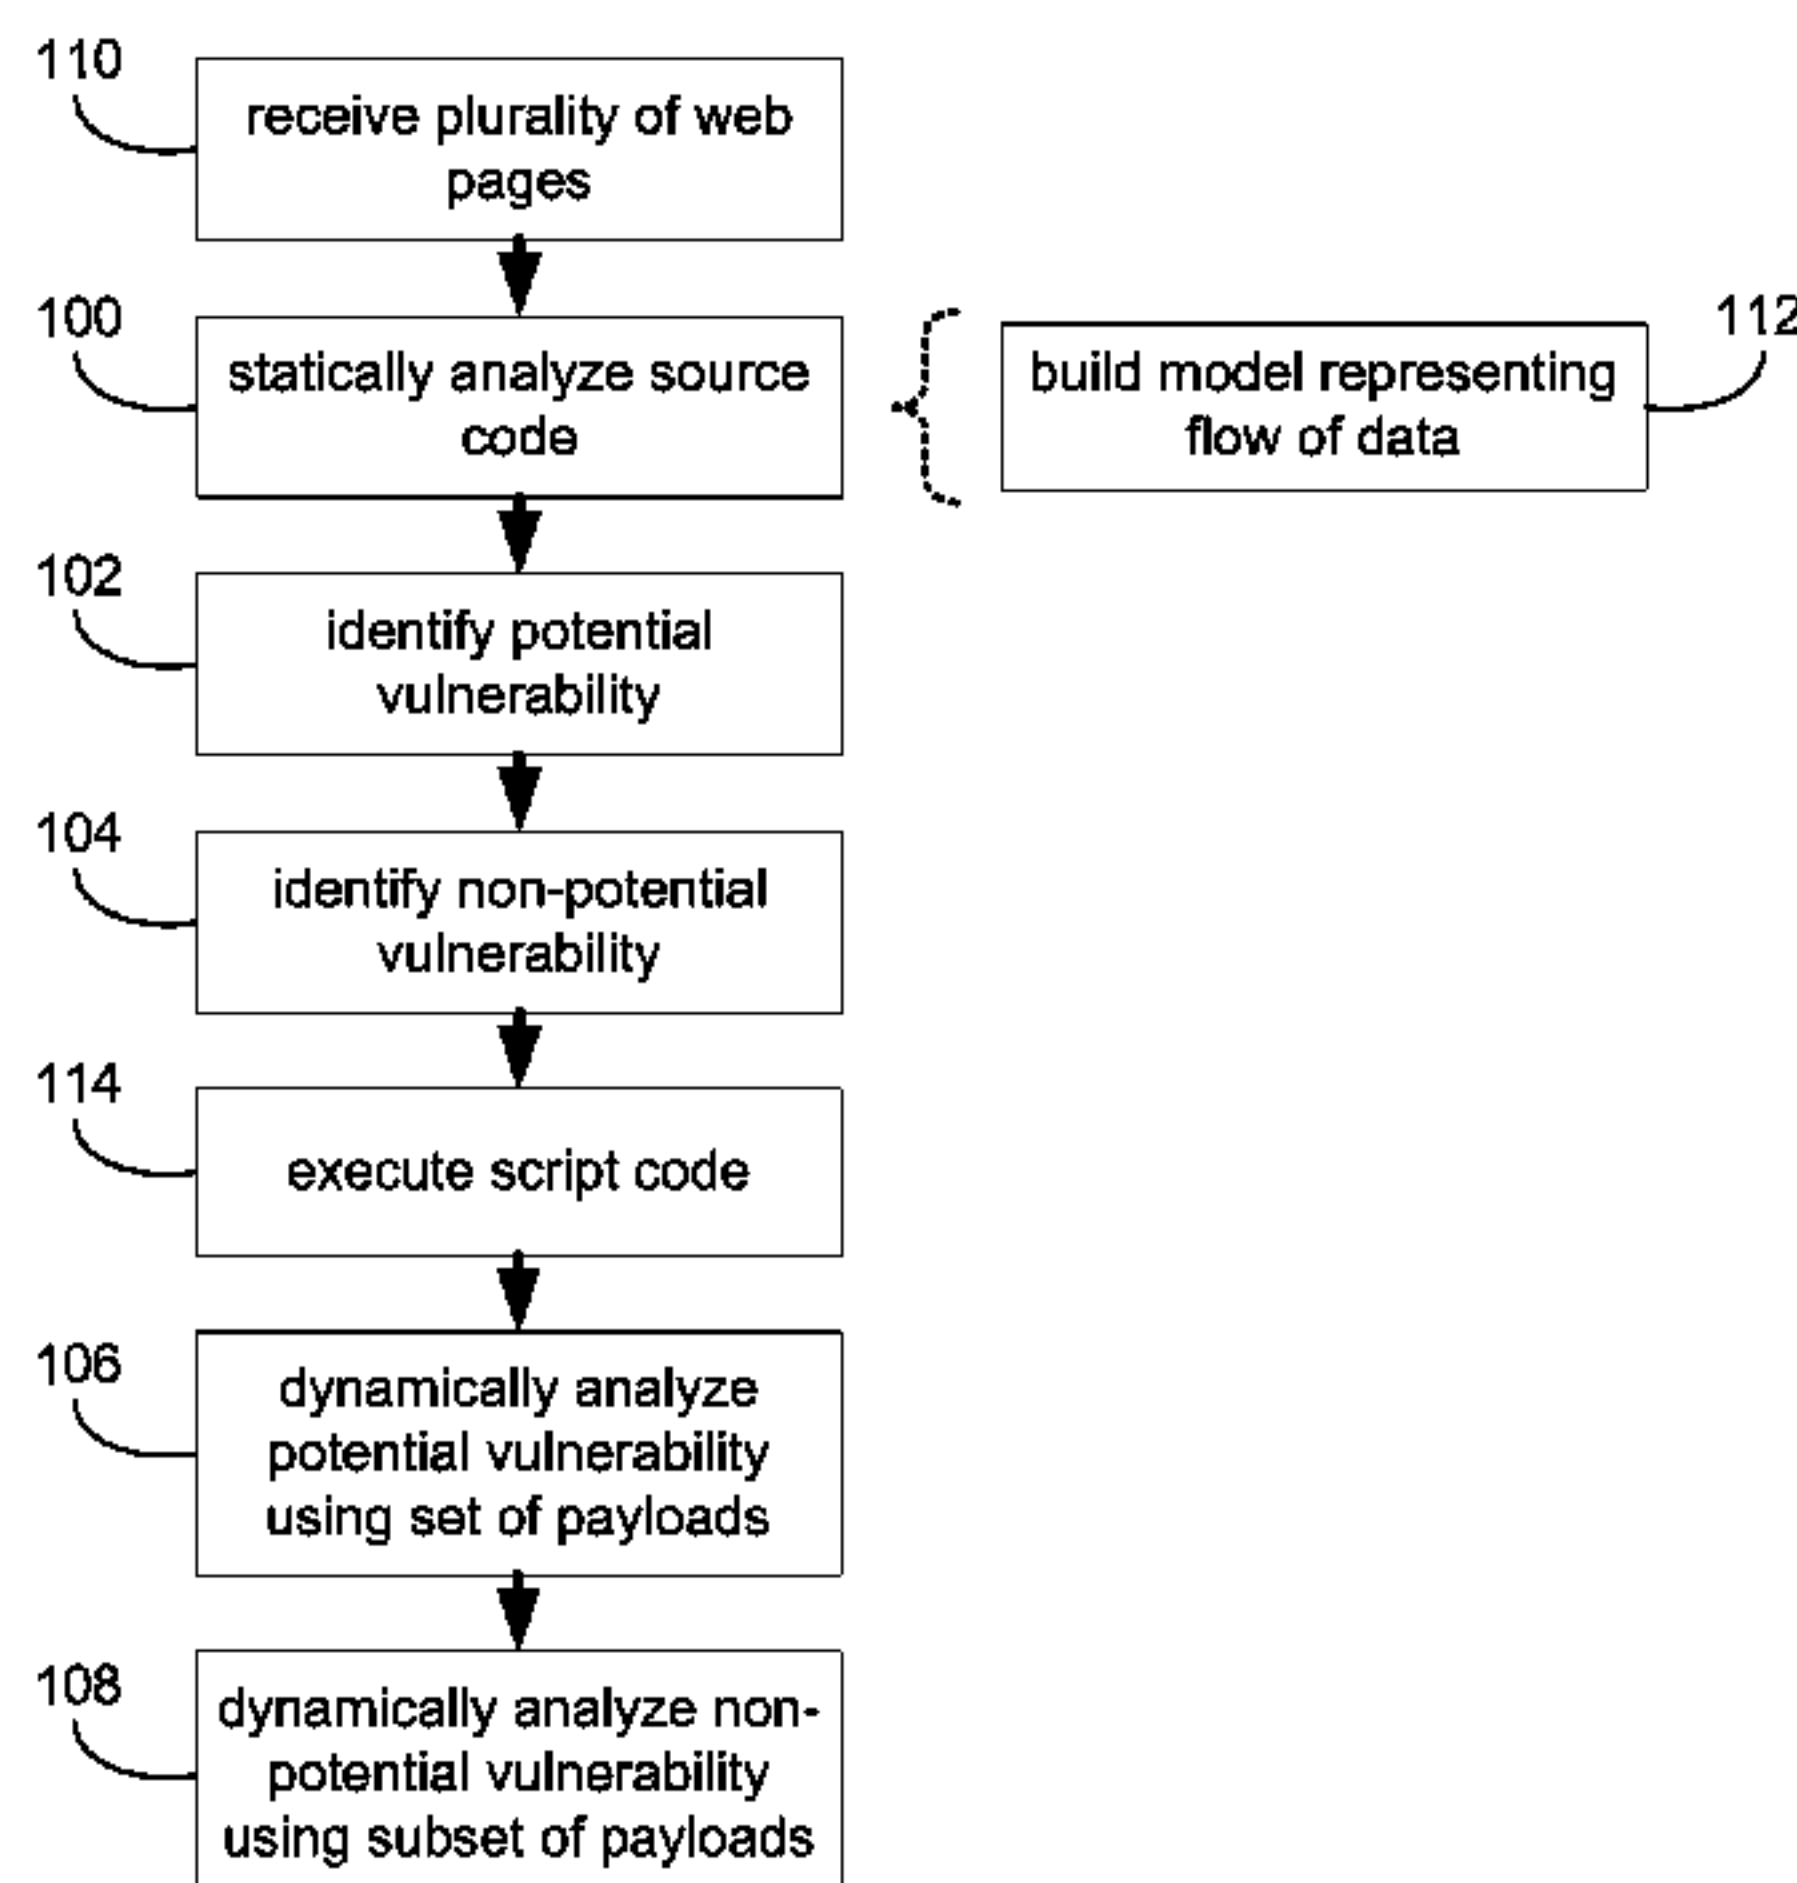 110
receive plurality of web
pages
100
statically analyze source
code
112
build model representing
flow of data
102
identify potential
vulnerability
104
identify non-potential
vulnerability
114
execute script code
106
dynamically analyze
potential vulnerability
using set of payloads
108
dynamically analyze non-
potential vulnerability
using subset of payloads